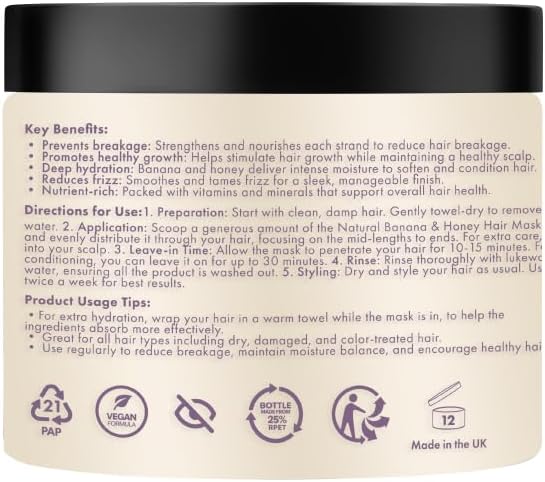 Key Benefits:
• Prevents breakage: Strengthens and nourishes each strand to reduce hair breakage.
• Promotes healthy growth: Helps stimulate hair growth while maintaining a healthy scalp.
• Deep hydration: Banana and honey deliver intense moisture to soften and condition hair.
• Reduces frizz: Smoothes and tames frizz for a sleek, manageable finish.
• Nutrient-rich: Packed with vitamins and minerals that support overall hair health.
Directions for Use:1. Preparation: Start with clean, damp hair. Gently towel-dry to remove
water. 2. Application: Scoop a generous amount of the Natural Banana & Honey Hair Mask
and evenly distribute it through your hair, focusing on the mid-lengths to ends. For extra care,
into your scalp. 3. Leave-in Time: Allow the mask to penetrate your hair for 10-15 minutes. F
conditioning, you can leave it on for up to 30 minutes. 4. Rinse: Rinse thoroughly with lukew
water, ensuring all the product is washed out. 5. Styling: Dry and style your hair as usual. U
twice a week for best results.
Product Usage Tips:
• For extra hydration, wrap your hair in a warm towel while the mask is in, to help the
ingredients absorb more effectively.
• Great for all hair types including dry, damaged, and color-treated hair.
• Use regularly to reduce breakage, maintain moisture balance, and encourage healthy hai
21
PAP
VEGAN
FORMULA
BOTTLE
MADE FROM
25%
RPET
12
Made in the UK